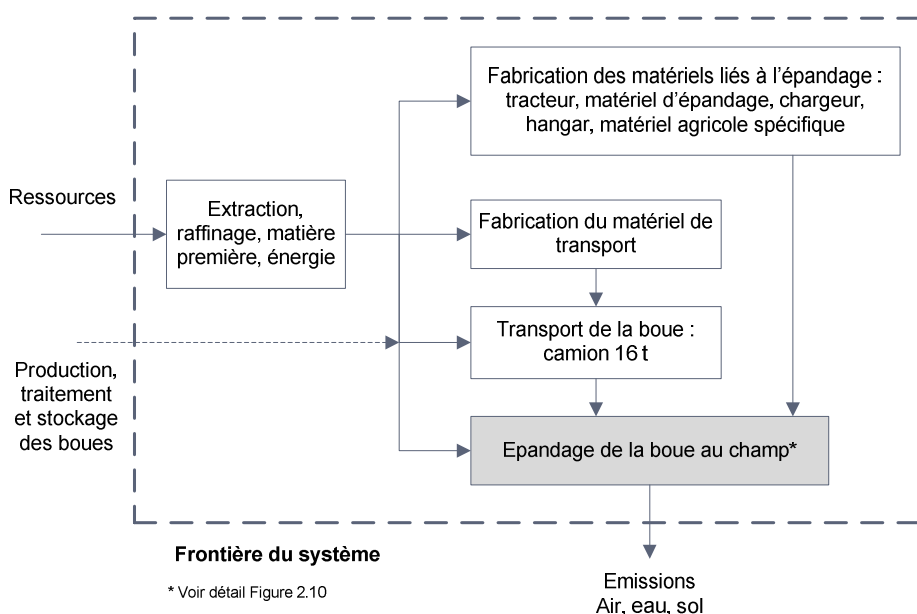 Fabrication des matériels liés à l'épandage :
tracteur, matériel d'épandage, chargeur,
hangar, matériel agricole spécifique
Ressources
Extraction,
raffinage, matière
première, énergie
Fabrication du matériel de
transport
Transport de la boue :
camion 16 t
Production,
traitement
et stockage
des boues
Epandage de la boue au champ*
Frontière du système
* Voir détail Figure 2.10
Emissions
Air, eau, sol